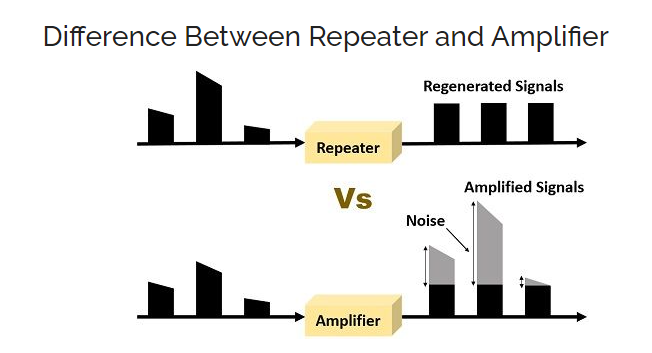 Difference Between Repeater and Amplifier
Regenerated Signals
Repeater
Vs
Amplified Signals
Noise
Amplifier